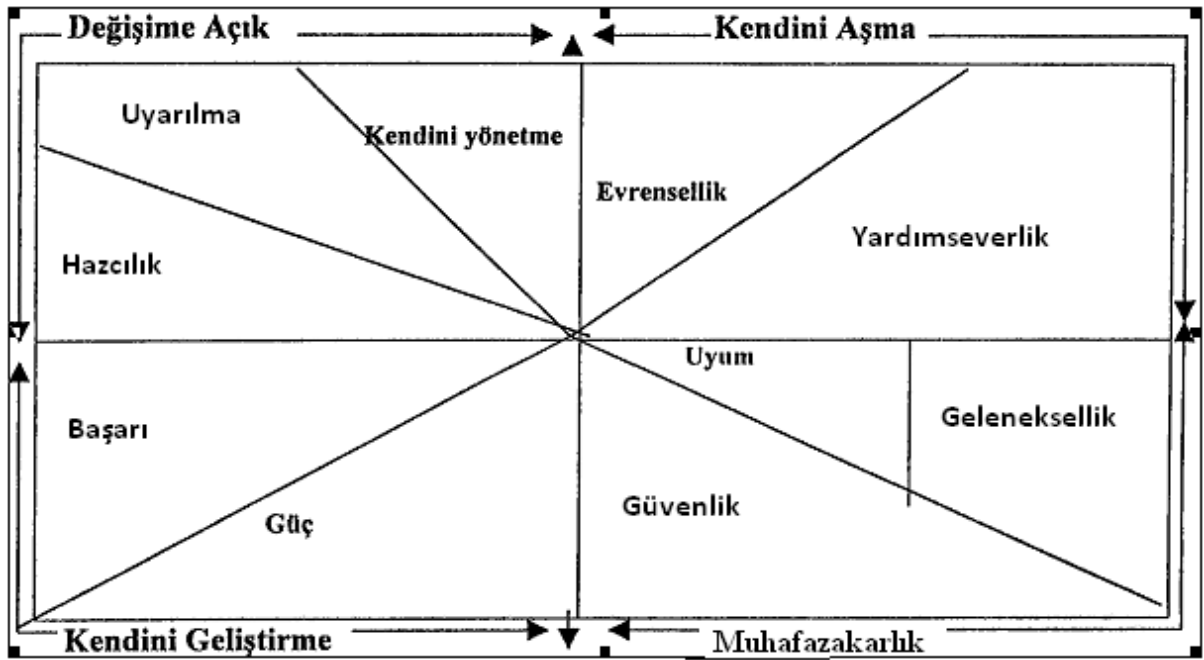 Değişime Açık
Kendini Aşma
Uyarılma
Kendini yönetme
Evrensellik
Yardımseverlik
Hazcılık
Uyum
Başarı
Geleneksellik
Güç
Güvenlik
Kendini Geliştirme
Muhafazakarlık